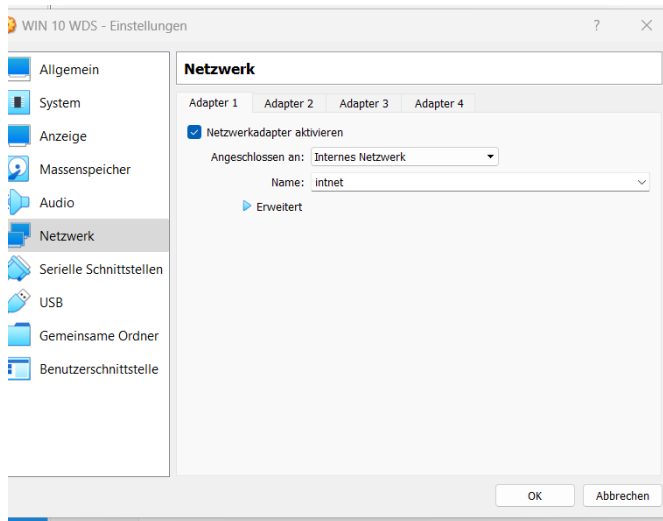 WIN 10 WDS - Einstellungen
?
Allgemein
System
Anzeige
Massenspeicher
Audio
Netzwerk
Serielle Schnittstellen
USB
Gemeinsame Ordner
Benutzerschnittstelle
Netzwerk
Adapter 1 Adapter 2 Adapter 3 Adapter 4
Netzwerkadapter aktivieren
Angeschlossen an: Internes Netzwerk
Name: intnet
Erweitert
OK Abbrechen